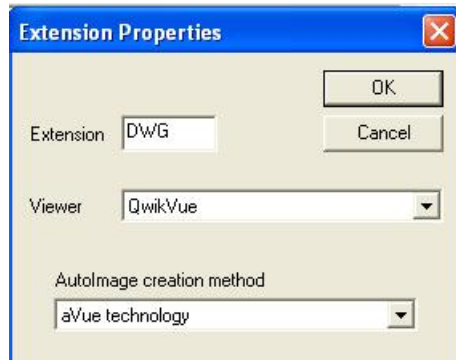 Extension Properties
OK
Extension DWG
Cancel
Viewer QwikVue
AutoImage creation method
aVue technology